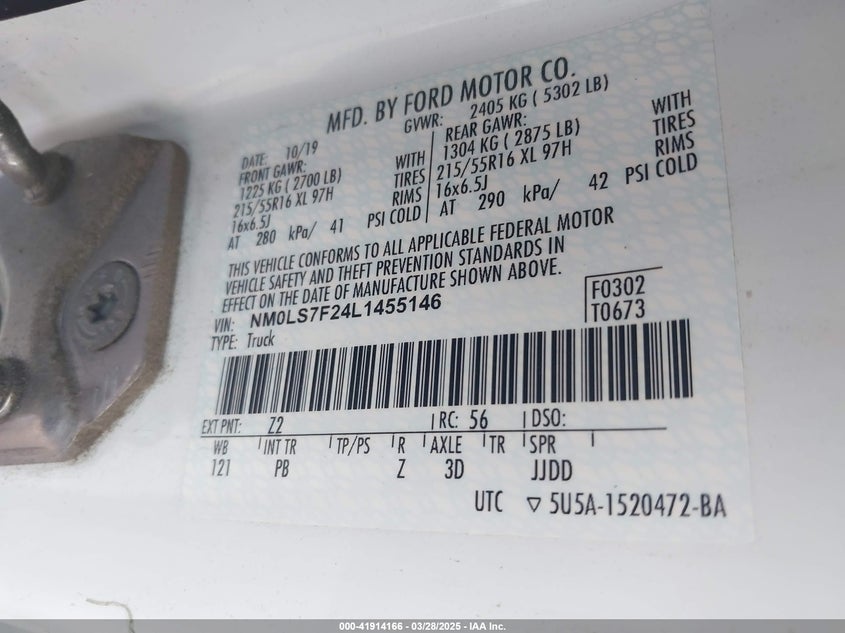 MFD. BY FORD MOTOR CO.
DATE: 10/19 GVWR: 2405 KG ( 5302 LB)
FRONT GAWR: REAR GAWR:
1225 KG ( 2700 LB) WITH 1304 KG ( 2875 LB) WITH
215/55R16 XL 97H TIRES 215/55R16 XL 97H TIRES
16x6.5J RIMS 16x6.5J RIMS
AT 280 kPa/ 41 PSI COLD AT 290 kPa/ 42 PSI COLD
THIS VEHICLE CONFORMS TO ALL APPLICABLE FEDERAL MOTOR
VEHICLE SAFETY AND THEFT PREVENTION STANDARDS IN
EFFECT ON THE DATE OF MANUFACTURE SHOWN ABOVE.
VIN: NM0LS7F24L1455146 F0302
TYPE: Truck T0673
EXT PNT: Z2 RC: 56 DSO:
WB INT TR TP/PS R AXLE TR SPR
121 PB Z 3D JJDD
UTC ▽ 5U5A-1520472-BA
000-41914166 - 03/28/2025 - IAA Inc.